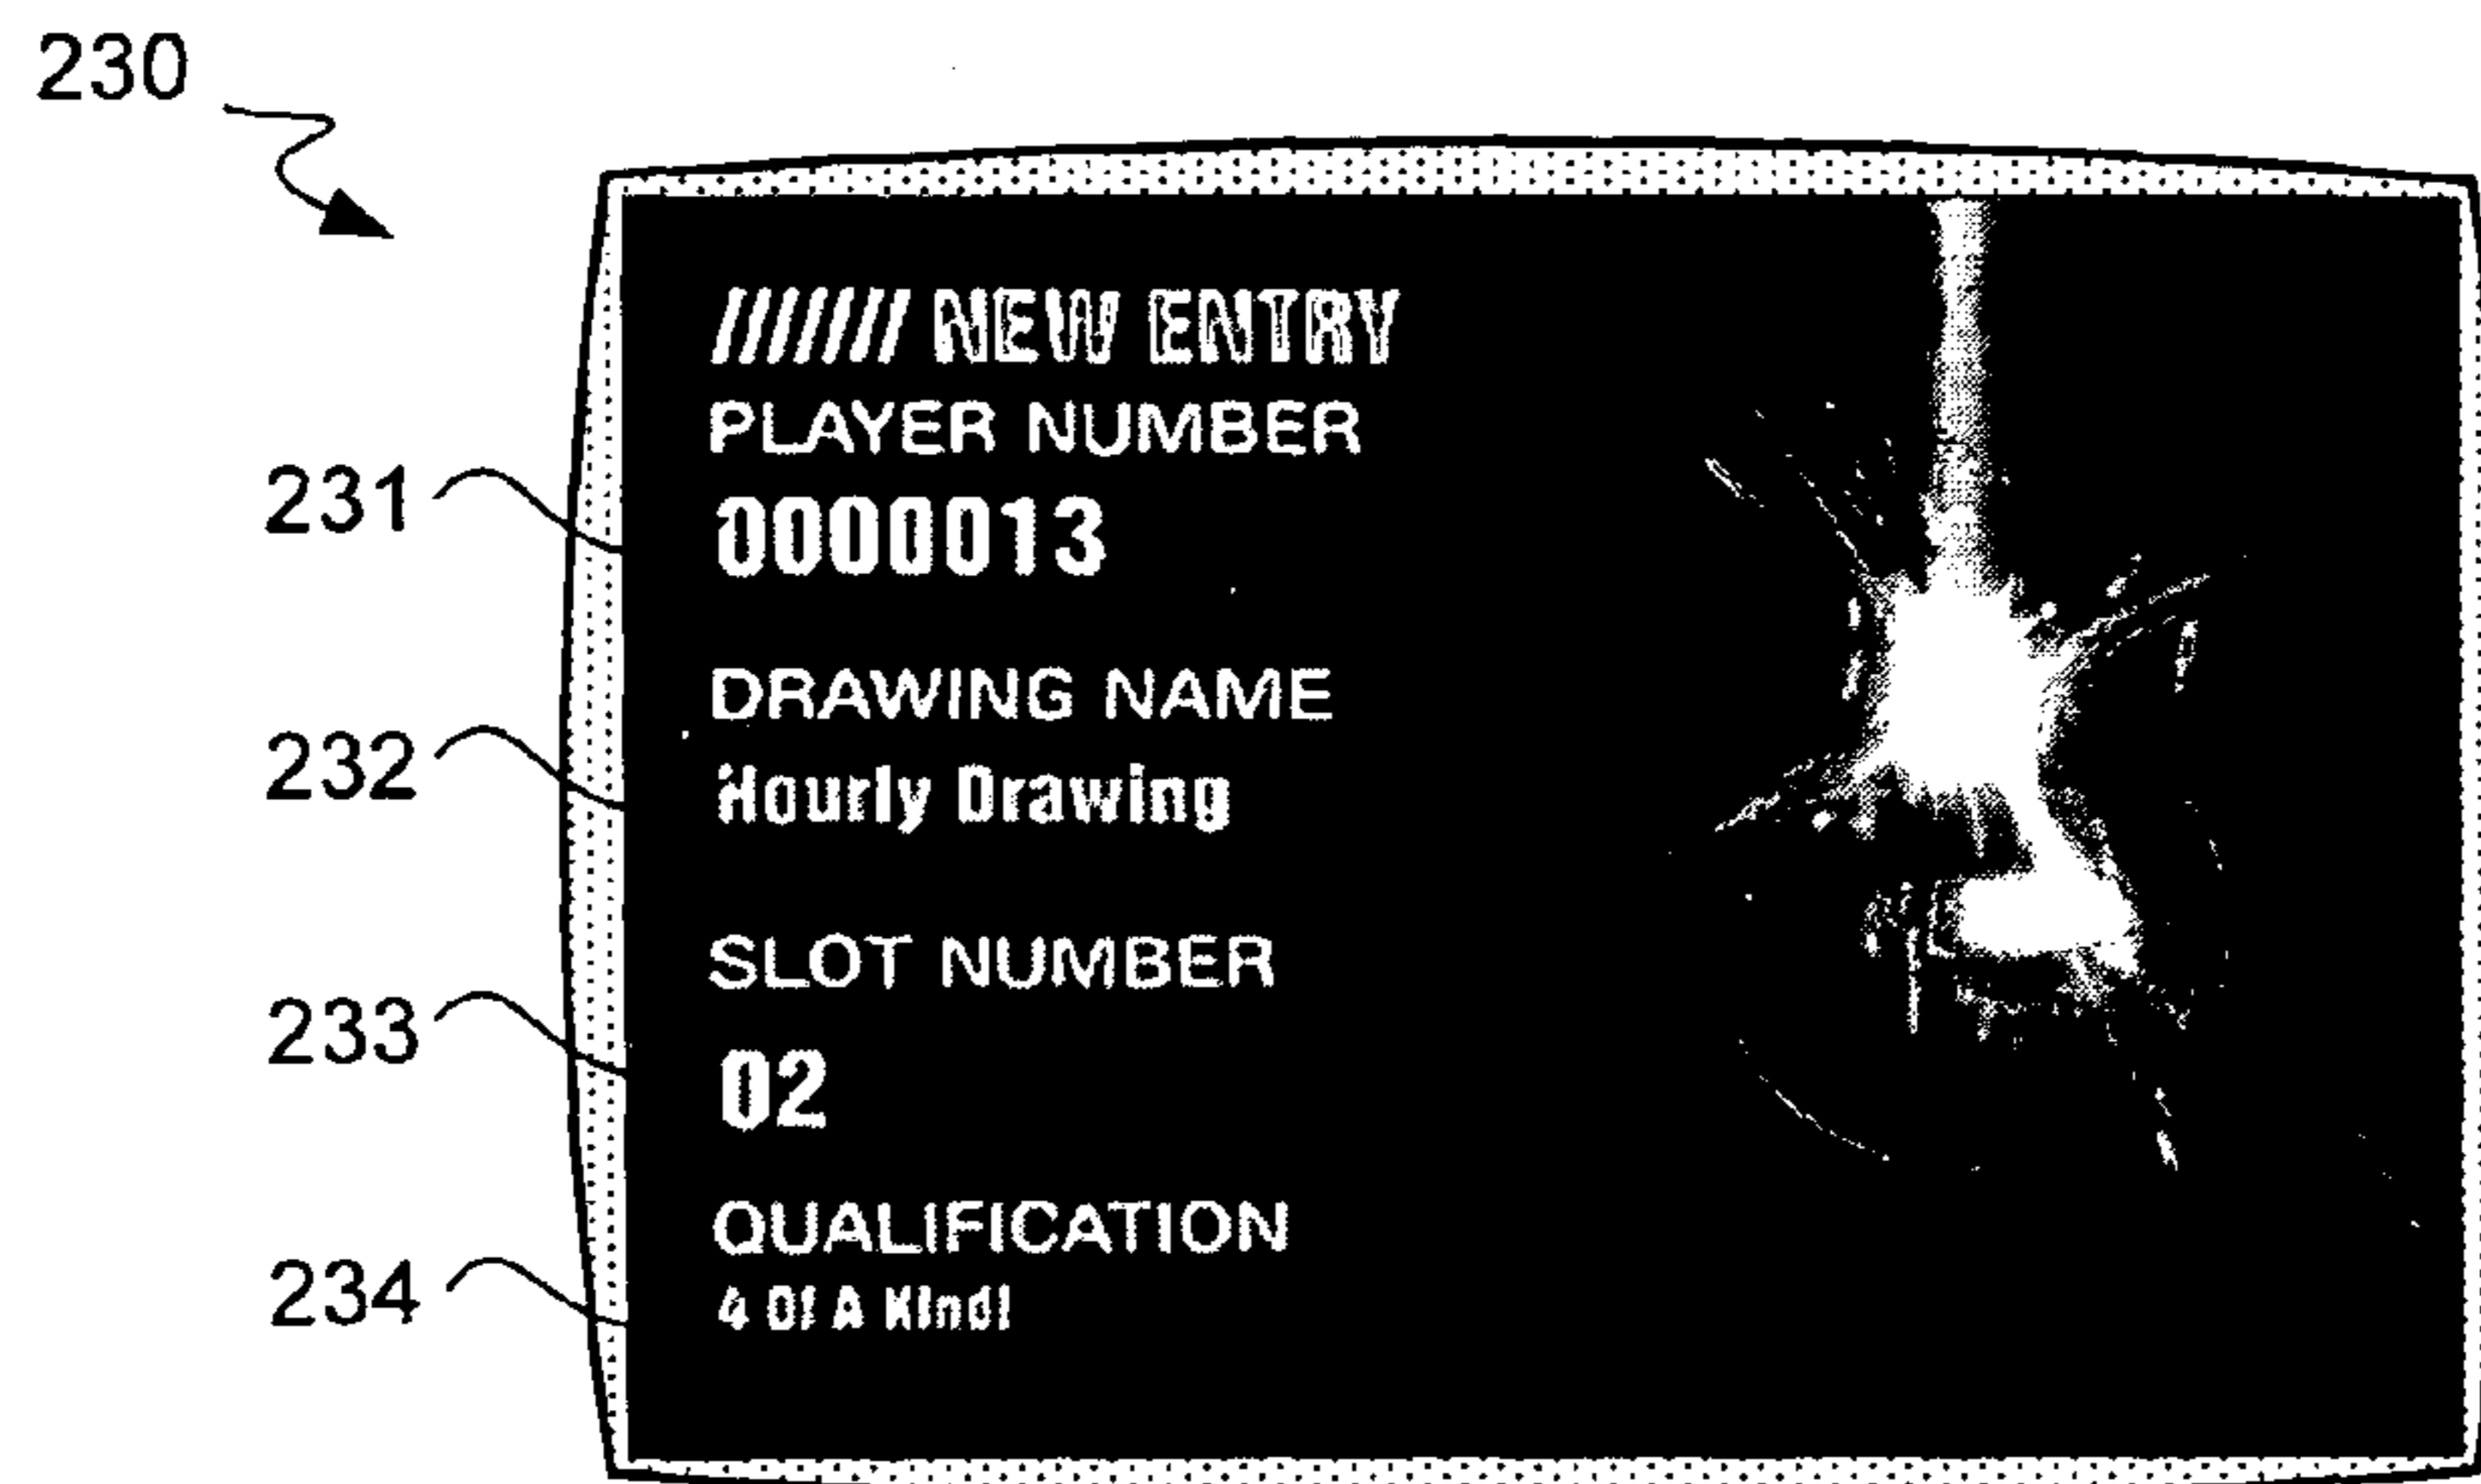 230
/////// NEW ENTRY
PLAYER NUMBER
231
0000013
DRAWING NAME
232
Hourly Drawing
SLOT NUMBER
233
02
QUALIFICATION
234
4 Of A Kind!